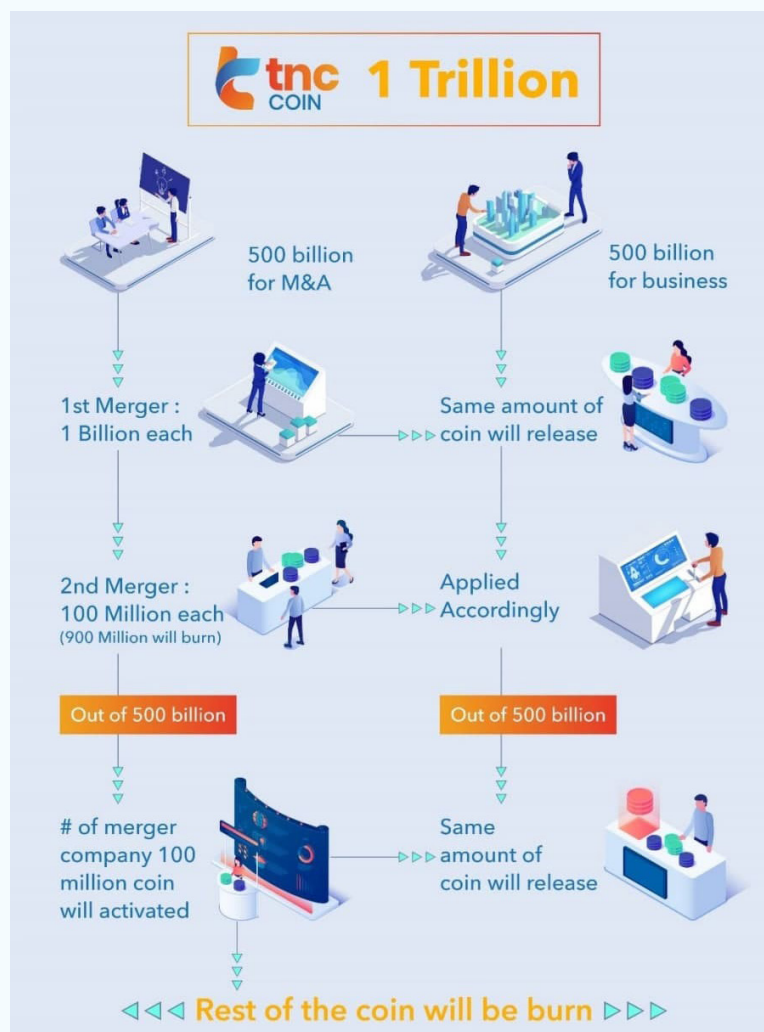 tnc
COIN
1 Trillion
500 billion
for M&A
500 billion
for business
1st Merger :
1 Billion each
Same amount of
coin will release
2nd Merger :
100 Million each
(900 Million will burn)
Applied
Accordingly
Out of 500 billion
Out of 500 billion
# of merger
company 100
million coin
will activated
Same
amount of
coin will release
Rest of the coin will be burn